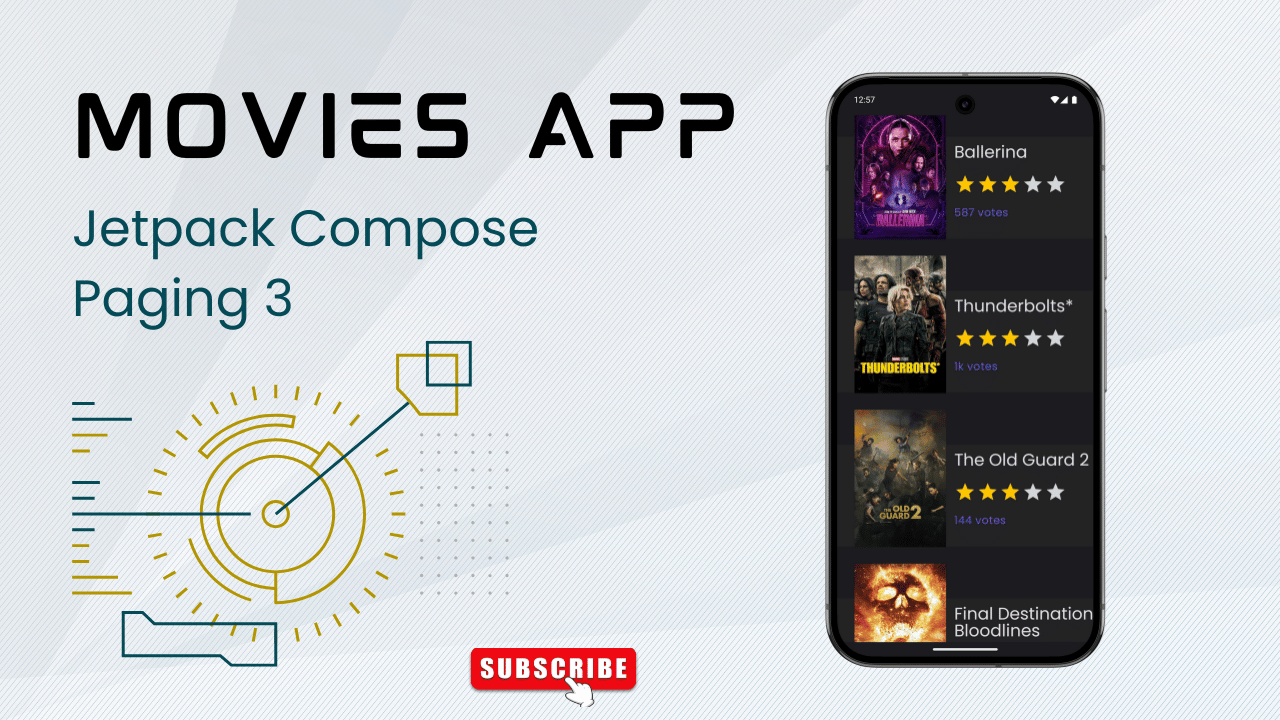 MOVIES APP
Jetpack Compose
Paging 3
SUBSCRIBE
12:57
BALLERINA
Ballerina
587 votes
THUNDERBOLTS*
Thunderbolts*
1k votes
THE OLD
GUARD 2
The Old Guard 2
144 votes
Final Destination
Bloodlines